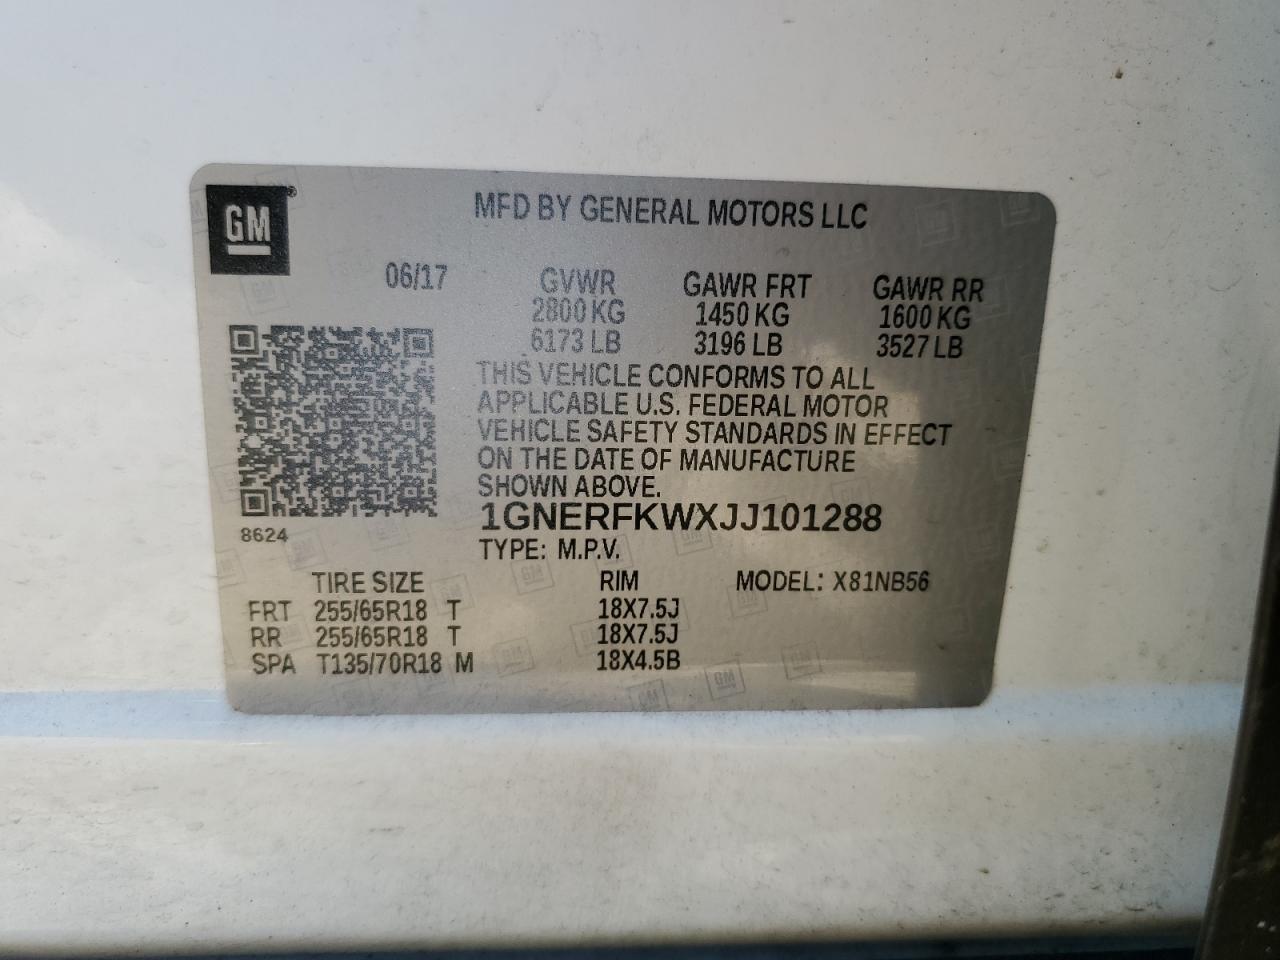 GM
MFD BY GENERAL MOTORS LLC
06/17 GVWR GAWR FRT GAWR RR
2800 KG 1450 KG 1600 KG
6173 LB 3196 LB 3527 LB
THIS VEHICLE CONFORMS TO ALL
APPLICABLE U.S. FEDERAL MOTOR
VEHICLE SAFETY STANDARDS IN EFFECT
ON THE DATE OF MANUFACTURE
SHOWN ABOVE.
1GNERFKWXJJ101288
8624
TYPE: M.P.V.
TIRE SIZE RIM MODEL: X81NB56
FRT 255/65R18 T 18X7.5J
RR 255/65R18 T 18X7.5J
SPA T135/70R18 M 18X4.5B